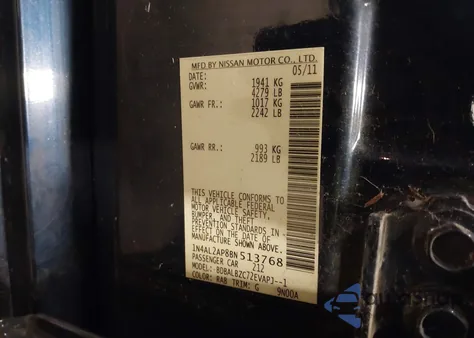 MFD BY NISSAN MOTOR CO., LTD.
DATE: 05/11
GVWR: 1941 KG
4279 LB
GAWR FR.: 1017 KG
2242 LB
GAWR RR.: 993 KG
2189 LB
THIS VEHICLE CONFORMS TO
ALL APPLICABLE FEDERAL
MOTOR VEHICLE SAFETY,
BUMPER, AND THEFT
PREVENTION STANDARDS IN
EFFECT ON THE DATE OF
MANUFACTURE SHOWN ABOVE.
1N4AL2AP8BN513768
PASSENGER CAR 212
MODEL: BDBALBZC7ZEVAPJ--1
COLOR: RAB TRIM: G 9N00A